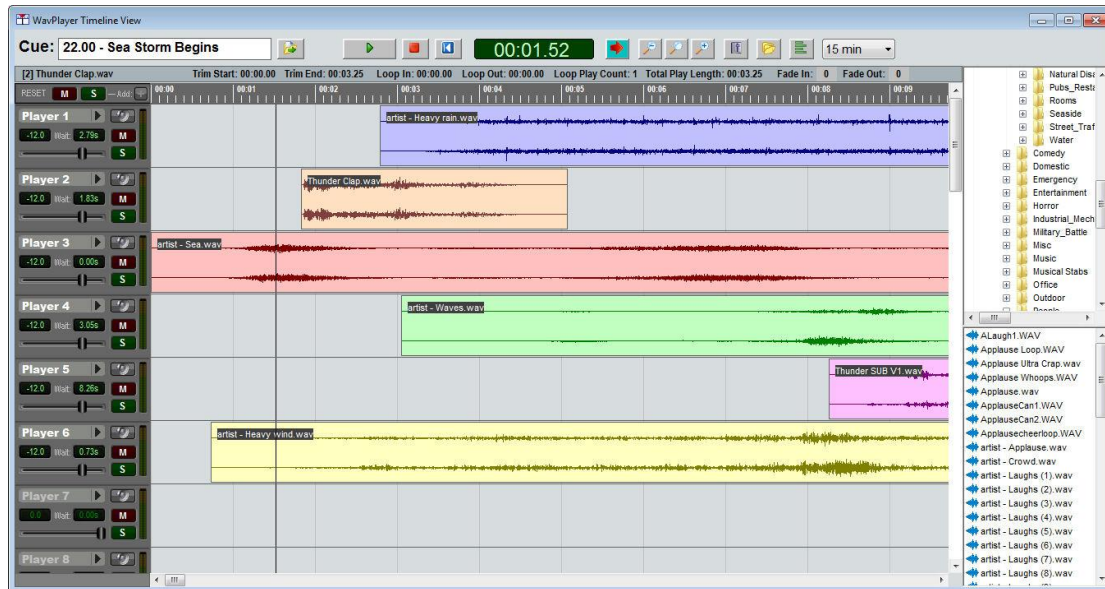 WavPlayer Timeline View
Cue: 22.00 - Sea Storm Begins 00:01.52 15 min
[2] Thunder Clap.wav Trim Start: 00:00.00 Trim End: 00:03.25 Loop In: 00:00.00 Loop Out: 00:00.00 Loop Play Count: 1 Total Play Length: 00:03.25 Fade In: 0 Fade Out: 0
RESET M S Add: 00:00 00:01 00:02 00:03 00:04 00:05 00:06 00:07 00:08 00:09
Player 1
-12.0 Wait: 2.79s M
S
artist - Heavy rain.wav
Player 2
-12.0 Wait: 1.83s M
S
Thunder Clap.wav
Player 3
-12.0 Wait: 0.00s M
S
artist - Sea.wav
Player 4
-12.0 Wait: 3.05s M
S
artist - Waves.wav
Player 5
-12.0 Wait: 8.26s M
S
Thunder SUB V1.wav
Player 6
-12.0 Wait: 0.73s M
S
artist - Heavy wind.wav
Player 7
0.0 Wait: 0.00s M
S
Player 8
Natural Disa
Pubs_Resta
Rooms
Seaside
Street_Traf
Water
Comedy
Domestic
Emergency
Entertainment
Horror
Industrial_Mech
Military_Battle
Misc
Music
Musical Stabs
Office
Outdoor
ALaugh1.WAV
Applause Loop.WAV
Applause Ultra Crap.wav
Applause Whoops.WAV
Applause.wav
ApplauseCan1.WAV
ApplauseCan2.WAV
Applausecheerloop.WAV
artist - Applause.wav
artist - Crowd.wav
artist - Laughs (1).wav
artist - Laughs (2).wav
artist - Laughs (3).wav
artist - Laughs (4).wav
artist - Laughs (5).wav
artist - Laughs (6).wav
artist - Laughs (7).wav
artist - Laughs (8).wav